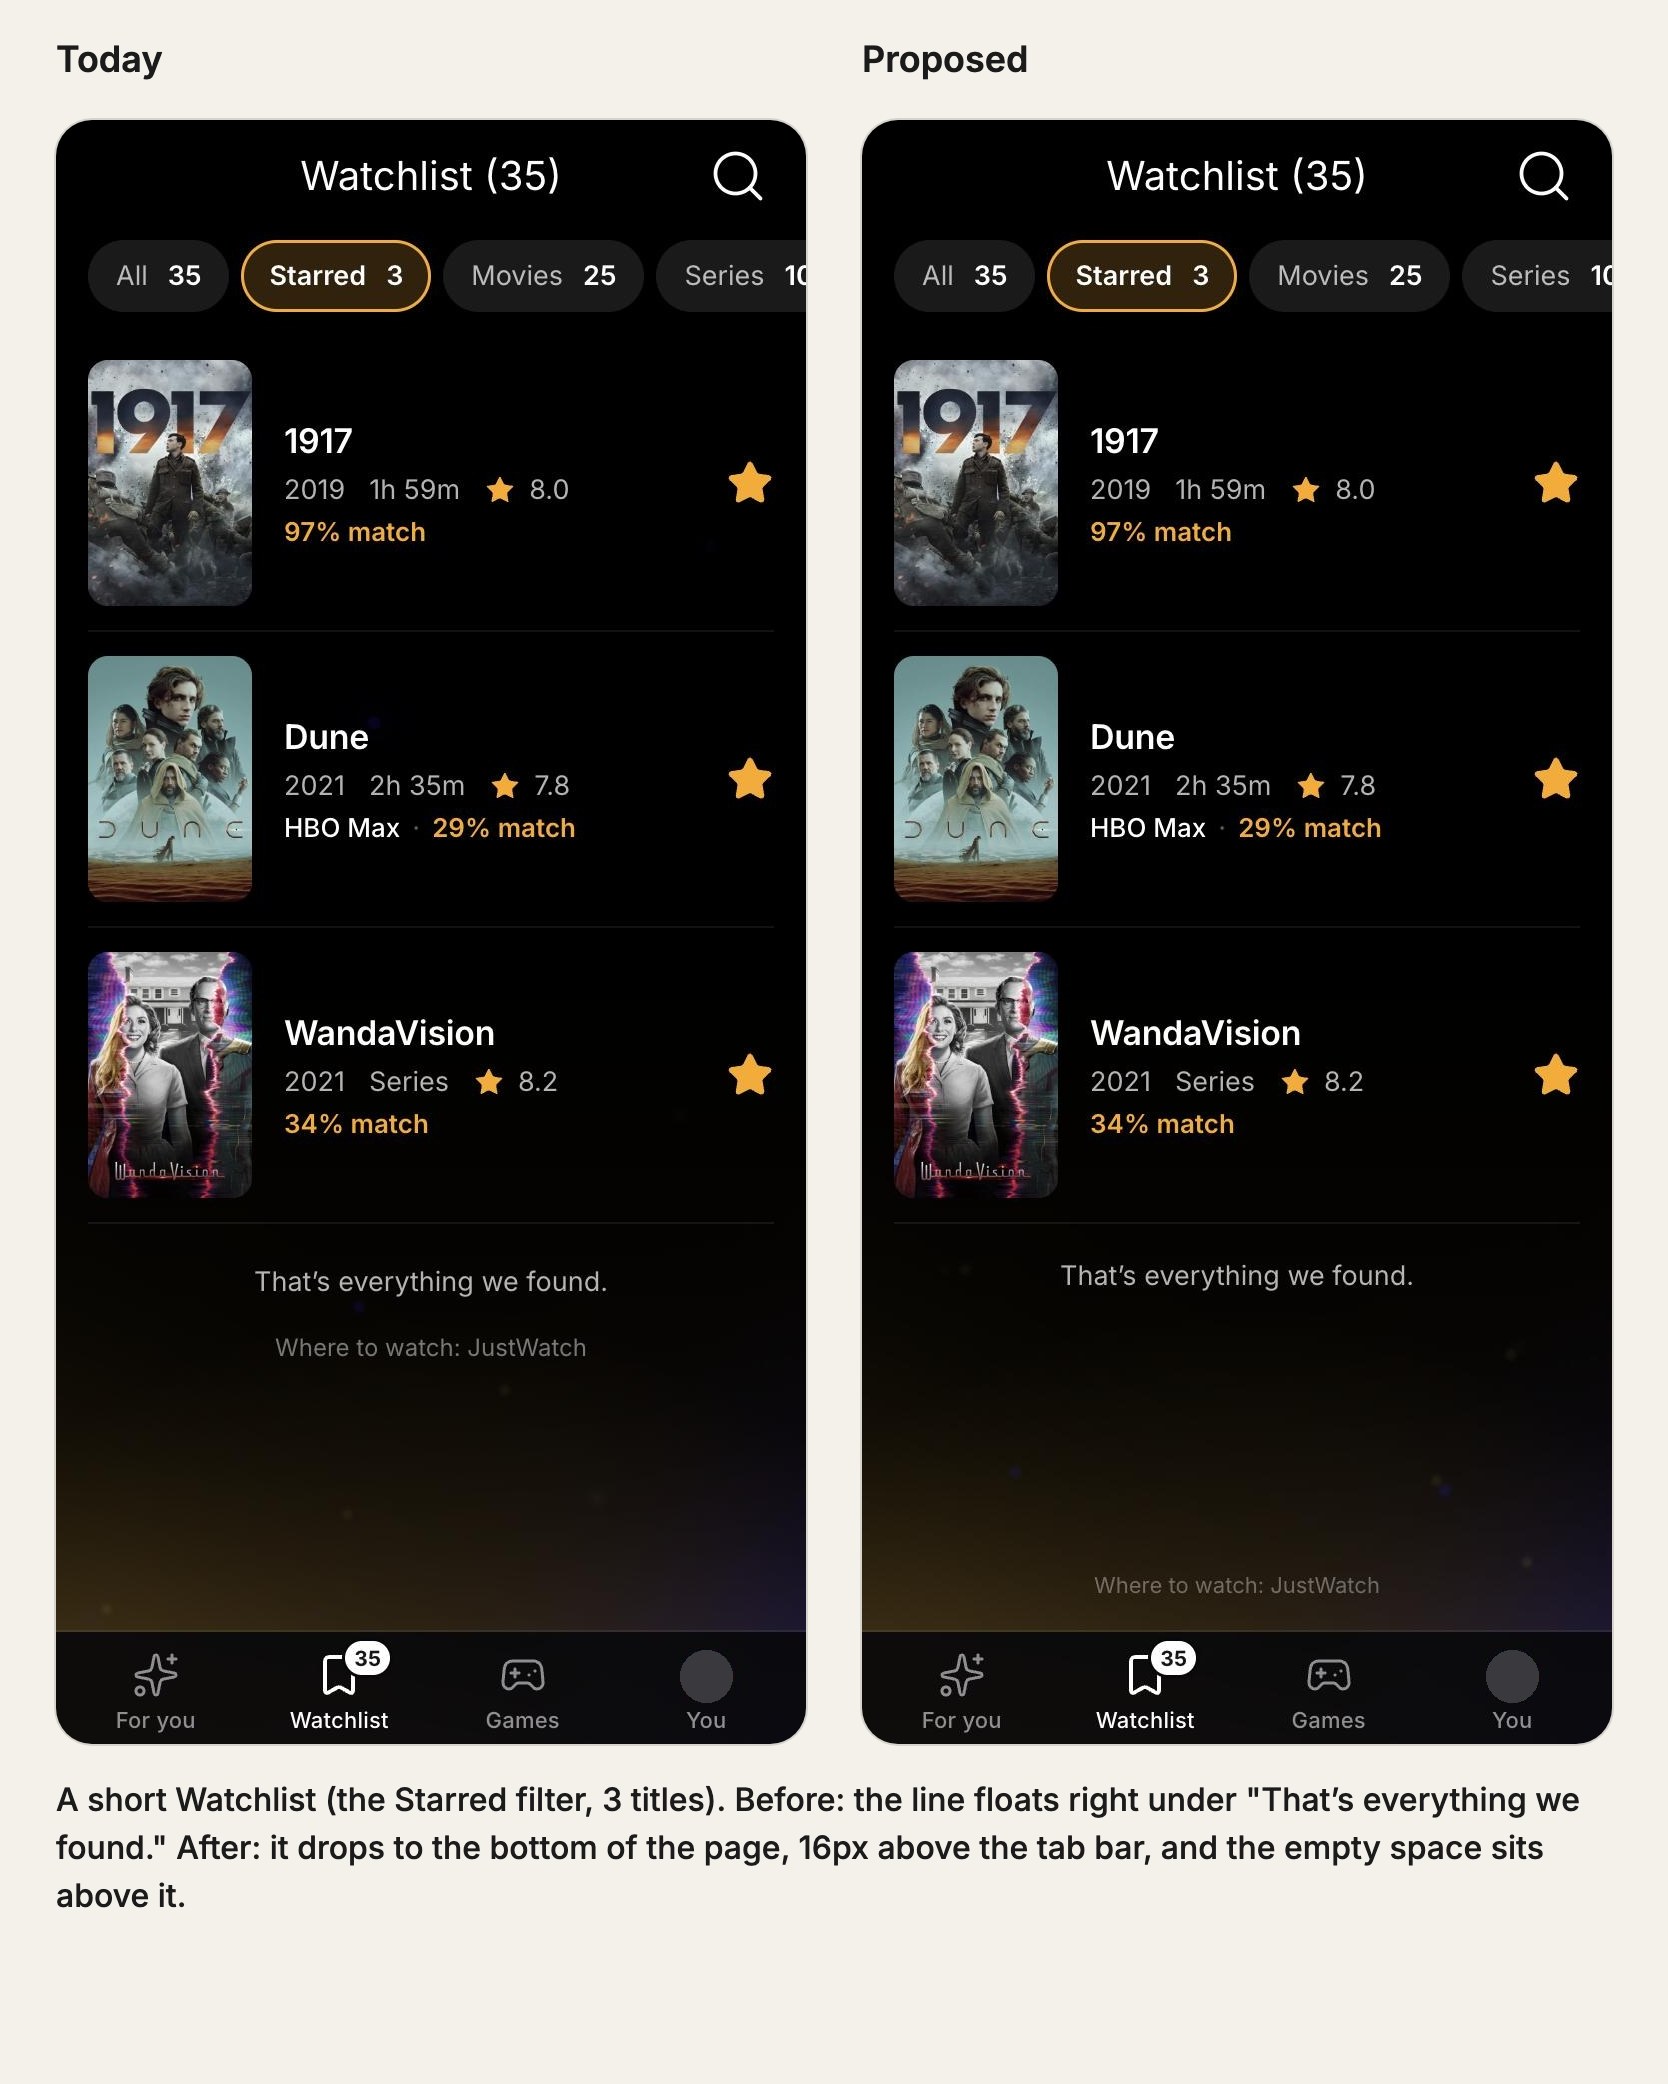 Today
Watchlist (35)
All 35 Starred 3 Movies 25 Series 10
1917
1917
2019 1h 59m 8.0
97% match
DUNE
Dune
2021 2h 35m 7.8
HBO Max · 29% match
WandaVision
WandaVision
2021 Series 8.2
34% match
That’s everything we found.
Where to watch: JustWatch
For you
35
Watchlist
Games
You
Proposed
Watchlist (35)
All 35 Starred 3 Movies 25 Series 10
1917
1917
2019 1h 59m 8.0
97% match
DUNE
Dune
2021 2h 35m 7.8
HBO Max · 29% match
WandaVision
WandaVision
2021 Series 8.2
34% match
That’s everything we found.
Where to watch: JustWatch
For you
35
Watchlist
Games
You
A short Watchlist (the Starred filter, 3 titles). Before: the line floats right under "That’s everything we
found." After: it drops to the bottom of the page, 16px above the tab bar, and the empty space sits
above it.